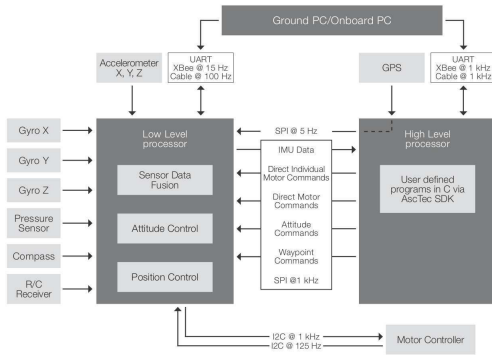 Ground PC/Onboard PC
Accelerometer
X, Y, Z
UART
XBee @ 15 Hz
Cable @ 100 Hz
GPS
UART
XBee @ 1 kHz
Cable @ 1 kHz
Gyro X
Gyro Y
Gyro Z
Pressure
Sensor
Compass
R/C
Receiver
Low Level
processor
Sensor Data
Fusion
Attitude Control
Position Control
SPI @ 5 Hz
IMU Data
Direct Individual
Motor Commands
Direct Motor
Commands
Attitude
Commands
Waypoint
Commands
SPI @1 kHz
High Level
processor
User defined
programs in C via
AscTec SDK
I2C @ 1 kHz
I2C @ 125 Hz
Motor Controller